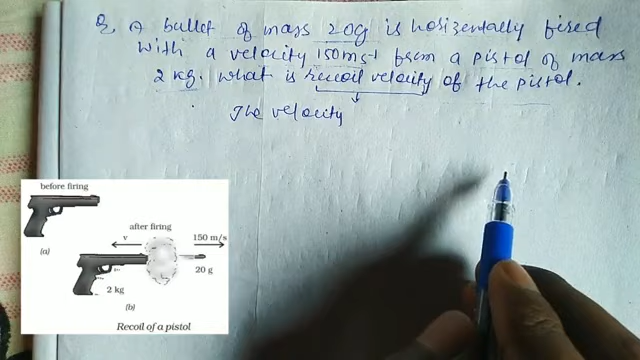 Q. A bullet of mass 20g is horizontally fired
with a velocity 150ms-1 from a pistol of mass
2 kg. What is recoil velocity of the pistol.
The velocity
before firing
(a)
after firing
v
150 m/s
20 g
2 kg
(b)
Recoil of a pistol